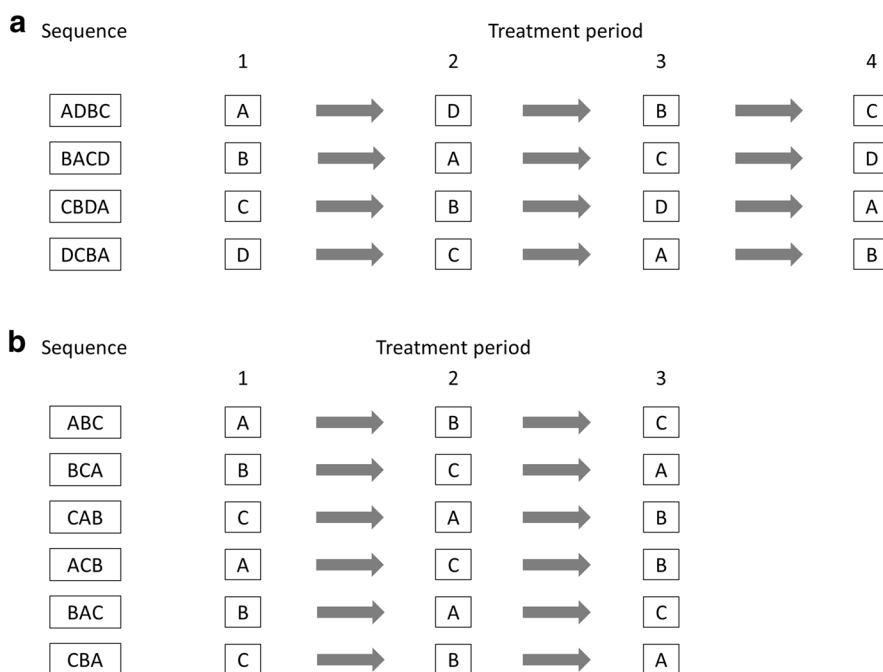 a Sequence Treatment period
1 2 3 4
ADBC A D B C
BACD B A C D
CBDA C B D A
DCBA D C A B
b Sequence Treatment period
1 2 3
ABC A B C
BCA B C A
CAB C A B
ACB A C B
BAC B A C
CBA C B A